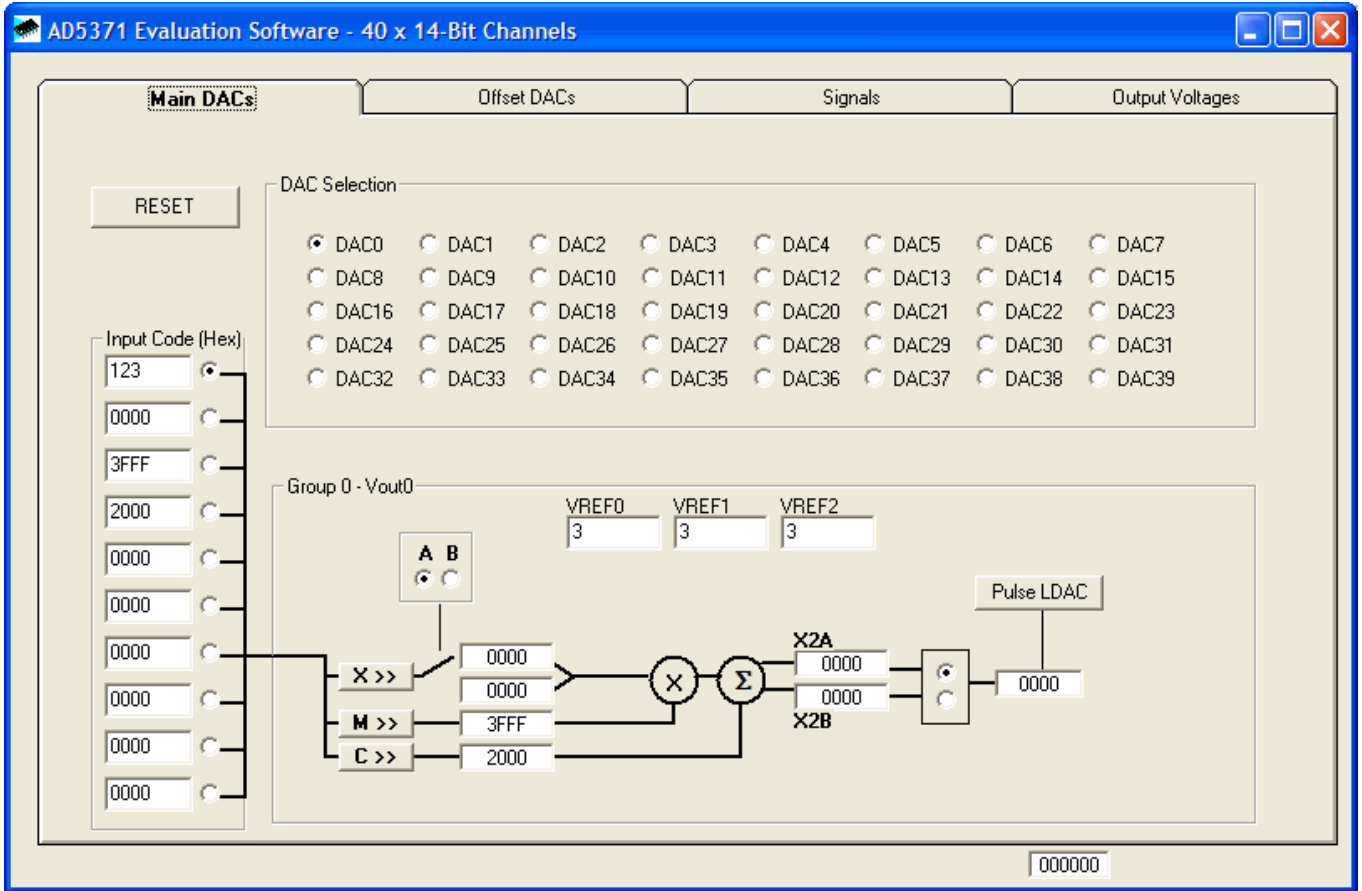 AD5371 Evaluation Software - 40 x 14-Bit Channels
Main DACs Offset DACs Signals Output Voltages
RESET
DAC Selection
DAC0 DAC1 DAC2 DAC3 DAC4 DAC5 DAC6 DAC7
DAC8 DAC9 DAC10 DAC11 DAC12 DAC13 DAC14 DAC15
DAC16 DAC17 DAC18 DAC19 DAC20 DAC21 DAC22 DAC23
DAC24 DAC25 DAC26 DAC27 DAC28 DAC29 DAC30 DAC31
DAC32 DAC33 DAC34 DAC35 DAC36 DAC37 DAC38 DAC39
Input Code (Hex)
123
0000
3FFF
2000
0000
0000
0000
0000
0000
0000
Group 0 - Vout0
VREF0 VREF1 VREF2
3 3 3
A B
Pulse LDAC
X >>
0000
0000
M >>
3FFF
C >>
2000
X
Σ
X2A
0000
0000
X2B
0000
000000